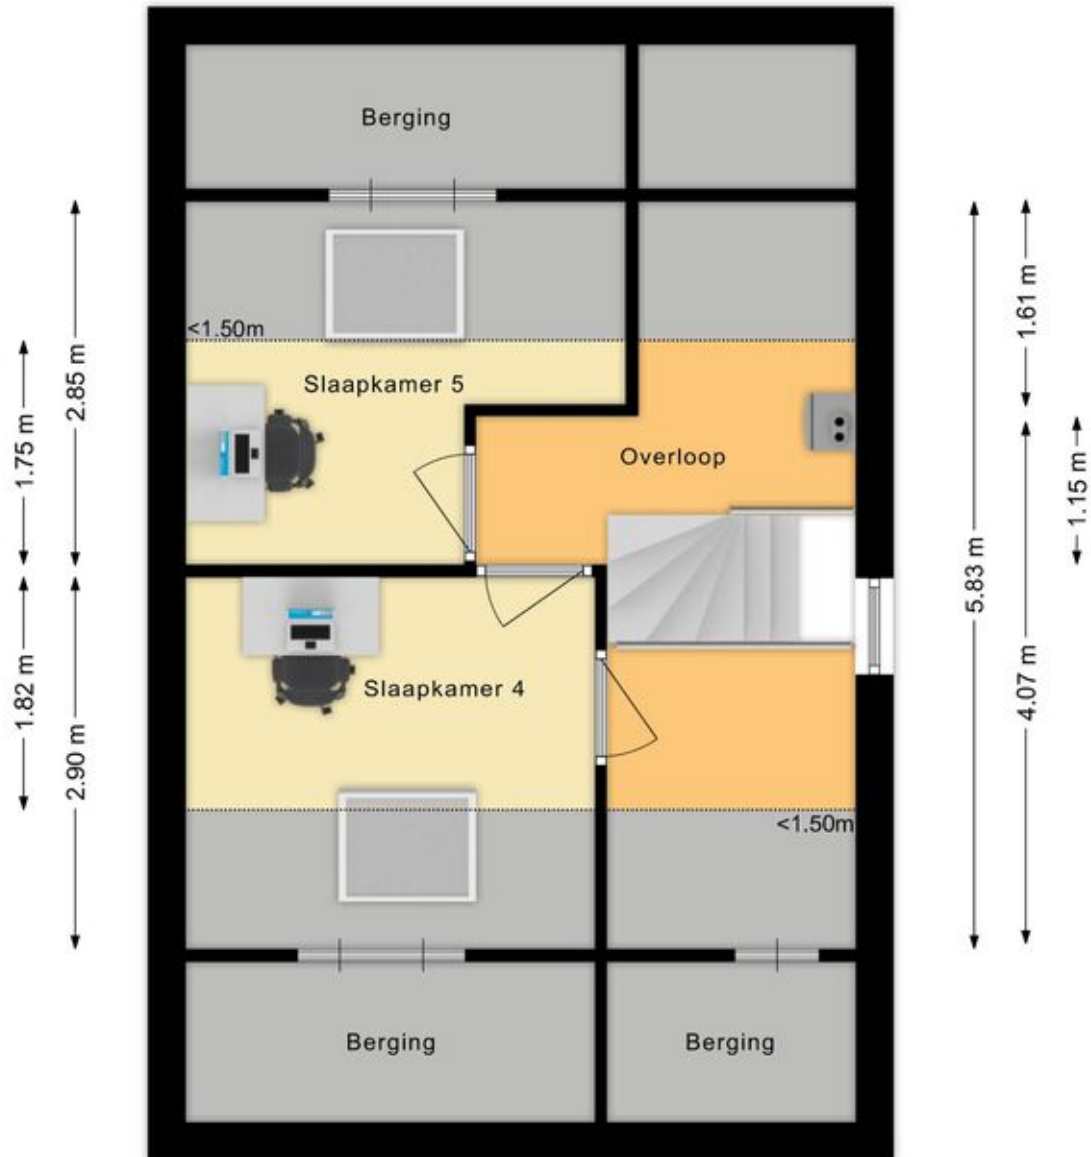 Berging
<1.50m
Slaapkamer 5
Overloop
Slaapkamer 4
<1.50m
Berging
Berging
1.75 m
2.85 m
1.82 m
2.90 m
5.83 m
1.61 m
4.07 m
1.15 m